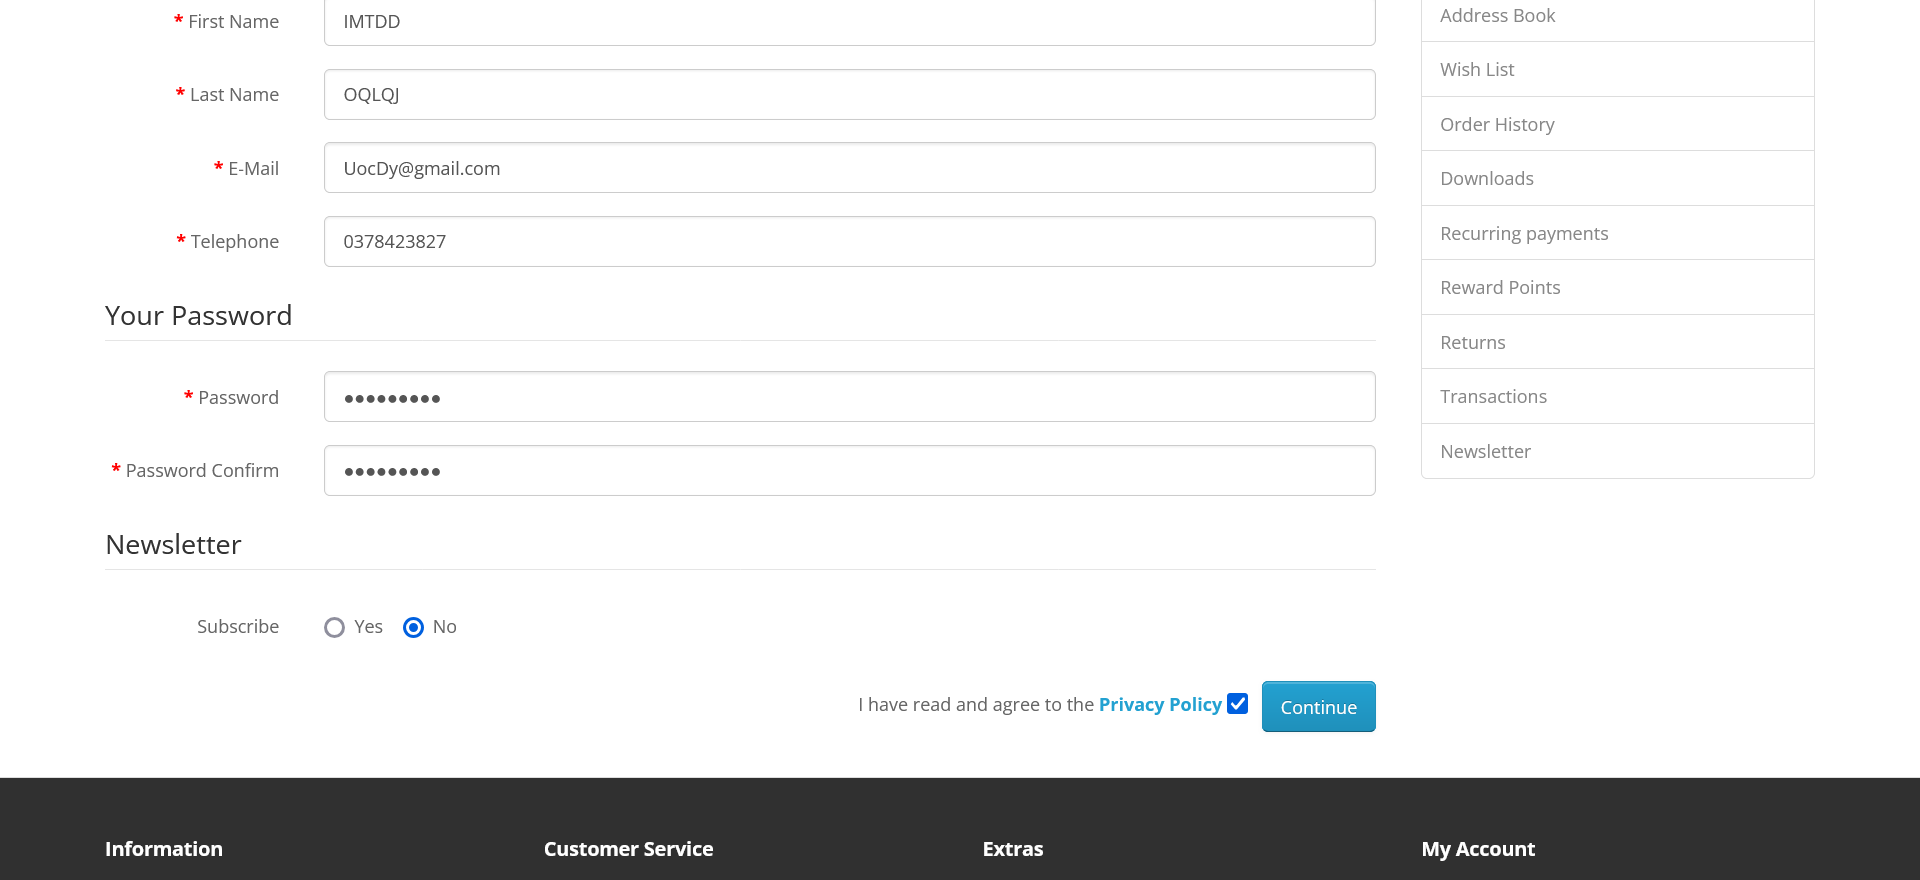 * First Name
IMTDD
* Last Name
OQLQJ
* E-Mail
UocDy@gmail.com
* Telephone
0378423827
Your Password
* Password
●●●●●●●●●
* Password Confirm
●●●●●●●●●
Newsletter
Subscribe
Yes No
I have read and agree to the Privacy Policy
Continue
Address Book
Wish List
Order History
Downloads
Recurring payments
Reward Points
Returns
Transactions
Newsletter
Information
Customer Service
Extras
My Account